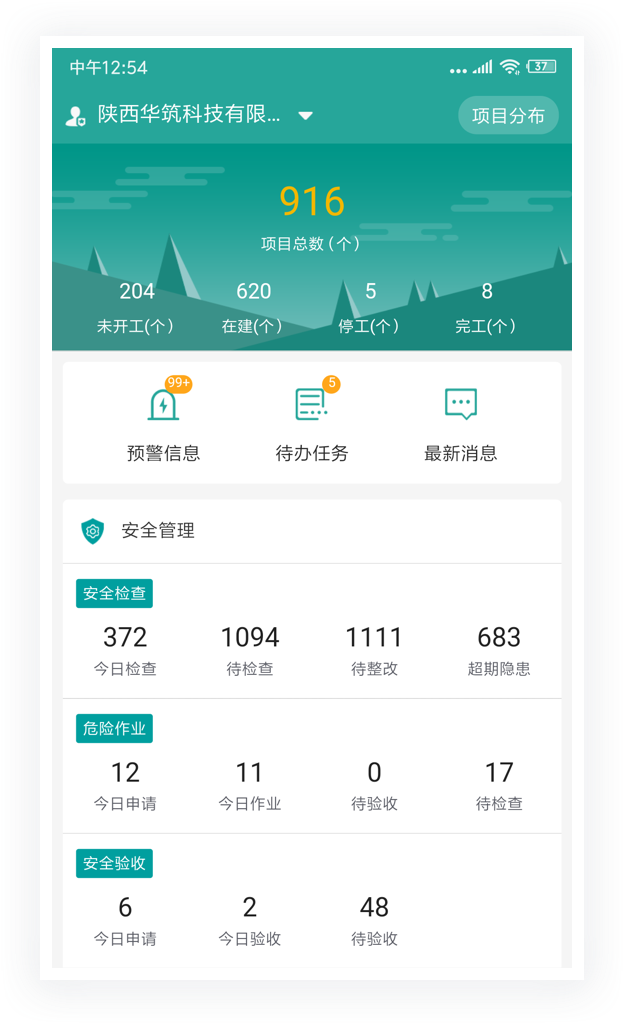 中午12:54
37
陕西华筑科技有限...
项目分布
916
项目总数(个)
204 620 5 8
未开工(个) 在建(个) 停工(个) 完工(个)
99+ 5
预警信息 待办任务 最新消息
安全管理
安全检查
372 1094 1111 683
今日检查 待检查 待整改 超期隐患
危险作业
12 11 0 17
今日申请 今日作业 待验收 待检查
安全验收
6 2 48
今日申请 今日验收 待验收